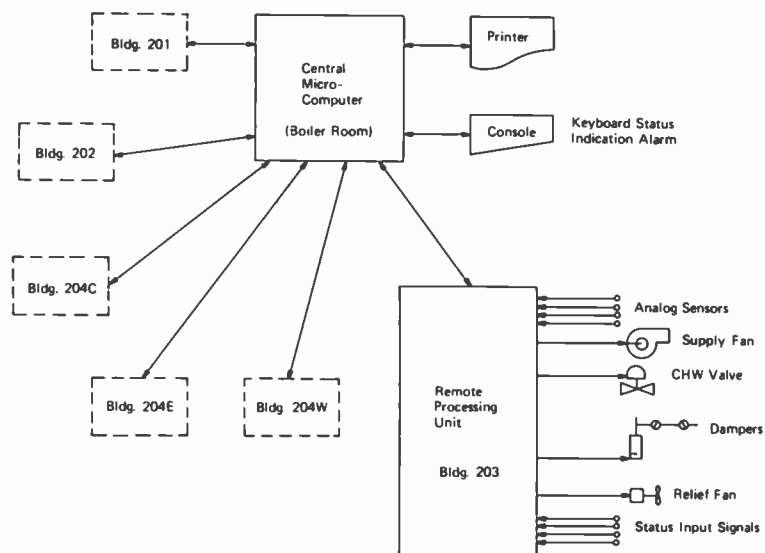 Bldg. 201
Central
Micro-
Computer
(Boiler Room)
Printer
Console
Keyboard Status
Indication Alarm
Bldg. 202
Bldg. 204C
Bldg. 204E
Bldg. 204W
Remote
Processing
Unit
Bldg. 203
Analog Sensors
Supply Fan
CHW Valve
Dampers
Relief Fan
Status Input Signals